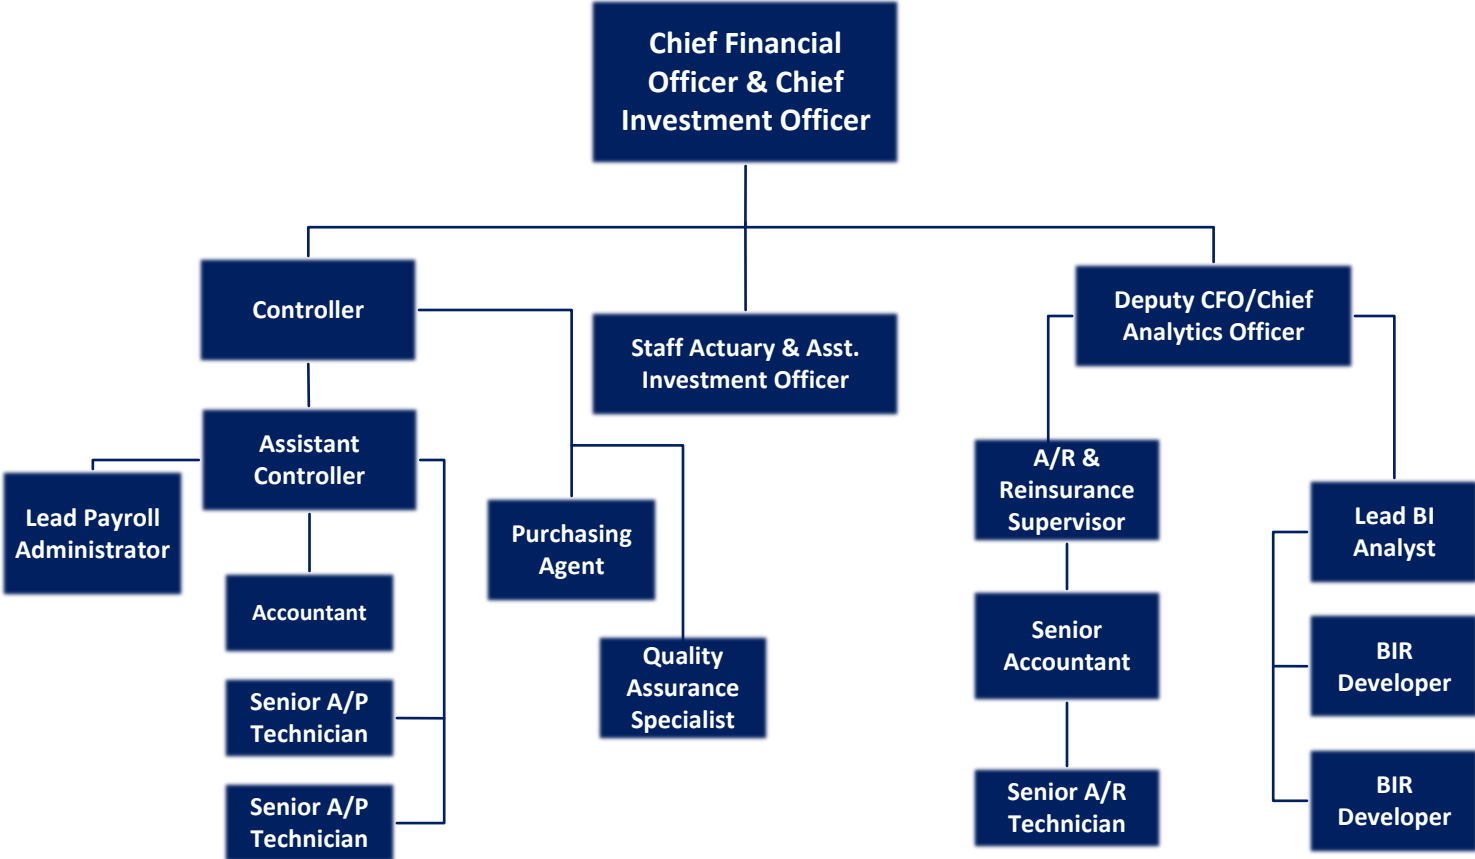 Chief Financial
Officer & Chief
Investment Officer
Controller
Staff Actuary & Asst.
Investment Officer
Deputy CFO/Chief
Analytics Officer
Assistant
Controller
Lead Payroll
Administrator
Accountant
Senior A/P
Technician
Senior A/P
Technician
Purchasing
Agent
Quality
Assurance
Specialist
A/R &
Reinsurance
Supervisor
Senior
Accountant
Senior A/R
Technician
Lead BI
Analyst
BIR
Developer
BIR
Developer